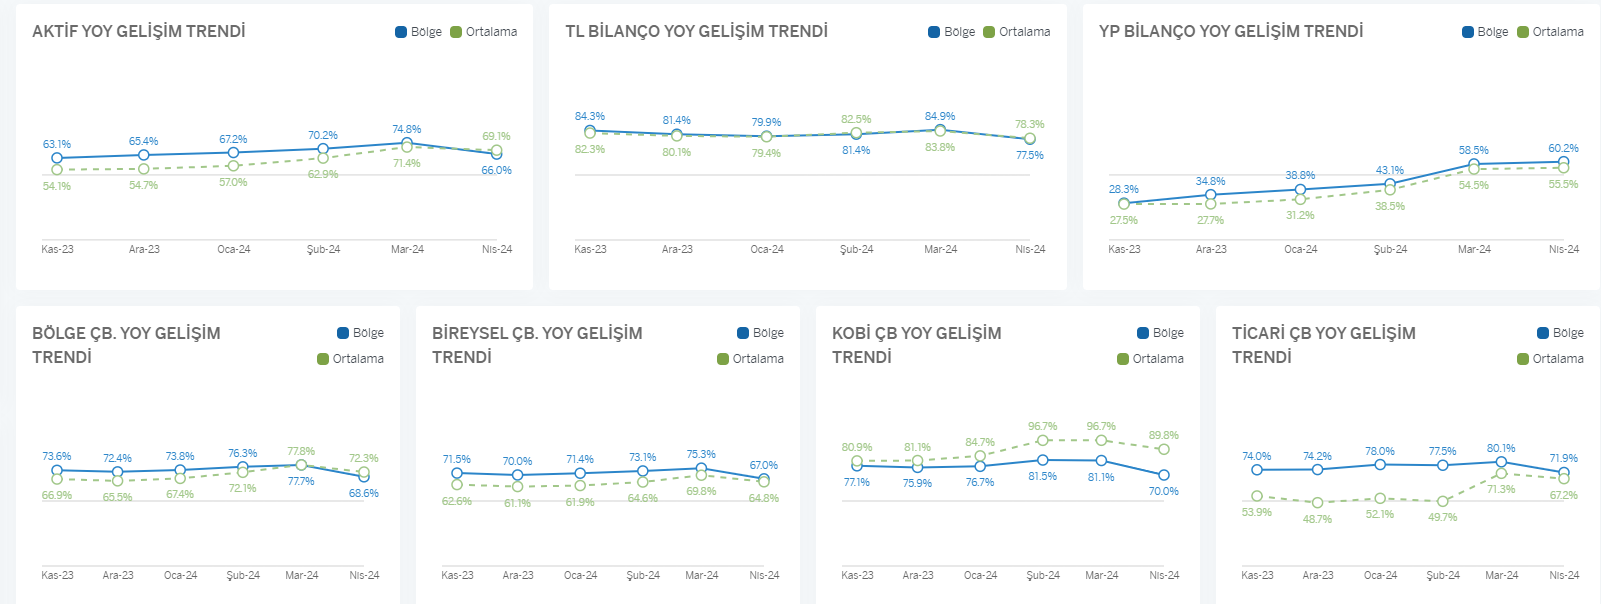 AKTİF YOY GELİŞİM TRENDİ
Bölge Ortalama
63.1% 65.4% 67.2% 70.2% 74.8% 69.1%
54.1% 54.7% 57.0% 62.9% 71.4% 66.0%
Kas-23 Ara-23 Oca-24 Şub-24 Mar-24 Nis-24
TL BİLANÇO YOY GELİŞİM TRENDİ
Bölge Ortalama
84.3% 81.4% 79.9% 82.5% 84.9% 78.3%
82.3% 80.1% 79.4% 81.4% 83.8% 77.5%
Kas-23 Ara-23 Oca-24 Şub-24 Mar-24 Nis-24
YP BİLANÇO YOY GELİŞİM TRENDİ
Bölge Ortalama
28.3% 34.8% 38.8% 43.1% 58.5% 60.2%
27.5% 27.7% 31.2% 38.5% 54.5% 55.5%
Kas-23 Ara-23 Oca-24 Şub-24 Mar-24 Nis-24
BÖLGE ÇB. YOY GELİŞİM
TRENDİ
Bölge
Ortalama
73.6% 72.4% 73.8% 76.3% 77.8% 72.3%
66.9% 65.5% 67.4% 72.1% 77.7% 68.6%
Kas-23 Ara-23 Oca-24 Şub-24 Mar-24 Nis-24
BİREYSEL ÇB. YOY GELİŞİM
TRENDİ
Bölge
Ortalama
71.5% 70.0% 71.4% 73.1% 75.3% 67.0%
62.6% 61.1% 61.9% 64.6% 69.8% 64.8%
Kas-23 Ara-23 Oca-24 Şub-24 Mar-24 Nis-24
KOBİ ÇB YOY GELİŞİM
TRENDİ
Bölge
Ortalama
80.9% 81.1% 84.7% 96.7% 96.7% 89.8%
77.1% 75.9% 76.7% 81.5% 81.1% 70.0%
Kas-23 Ara-23 Oca-24 Şub-24 Mar-24 Nis-24
TİCARİ ÇB YOY GELİŞİM
TRENDİ
Bölge
Ortalama
74.0% 74.2% 78.0% 77.5% 80.1% 71.9%
53.9% 48.7% 52.1% 49.7% 71.3% 67.2%
Kas-23 Ara-23 Oca-24 Şub-24 Mar-24 Nis-24